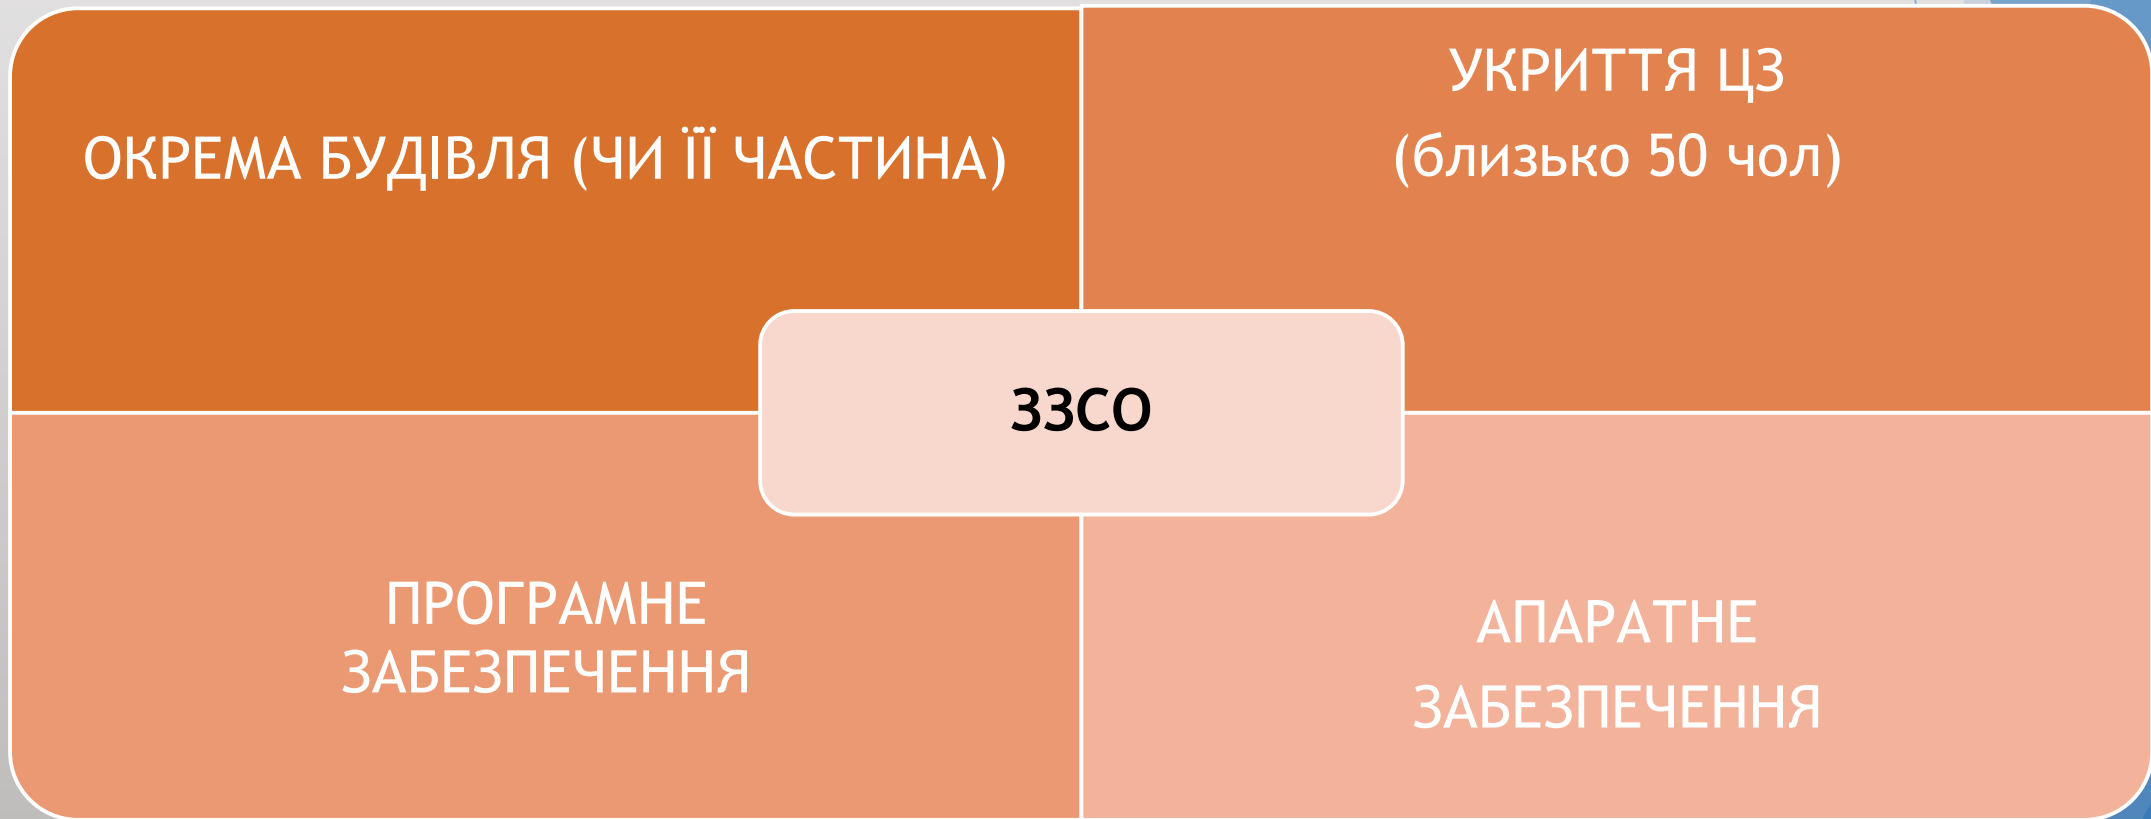 ОКРЕМА БУДІВЛЯ (ЧИ ЇЇ ЧАСТИНА)
УКРИТТЯ ЦЗ
(близько 50 чол)
ЗЗСО
ПРОГРАМНЕ
ЗАБЕЗПЕЧЕННЯ
АПАРАТНЕ
ЗАБЕЗПЕЧЕННЯ